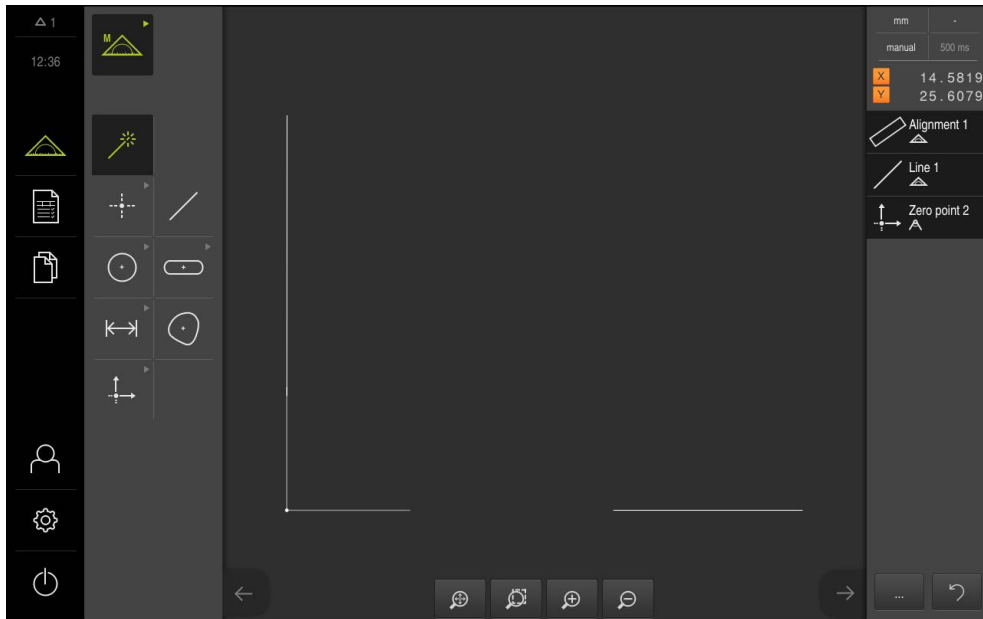 1
12:36
M
mm
-
manual
500 ms
X 14.5819
Y 25.6079
Alignment 1
Line 1
Zero point 2
...